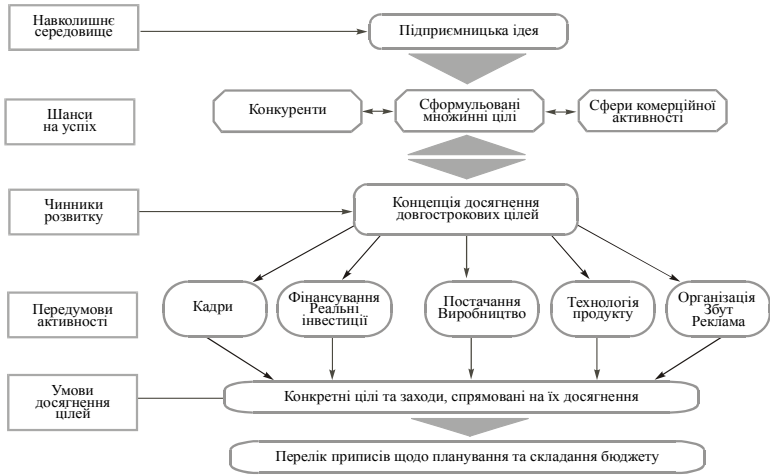 Навколишнє
середовище
Підприємницька ідея
Шанси
на успіх
Конкуренти
Сформульовані
множинні цілі
Сфери комерційної
активності
Чинники
розвитку
Концепція досягнення
довгострокових цілей
Передумови
активності
Кадри
Фінансування
Реальні
інвестиції
Постачання
Виробництво
Технологія
продукту
Організація
Збут
Реклама
Умови
досягнення
цілей
Конкретні цілі та заходи, спрямовані на їх досягнення
Перелік приписів щодо планування та складання бюджету